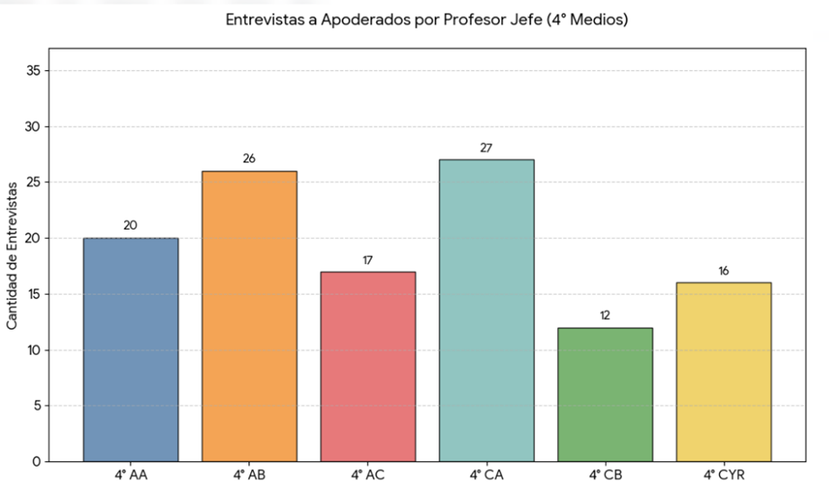 Entrevistas a Apoderados por Profesor Jefe (4° Medios)
Cantidad de Entrevistas
35
30
25
20
15
10
5
0
20
26
17
27
12
16
4° AA
4° AB
4° AC
4° CA
4° CB
4° CYR